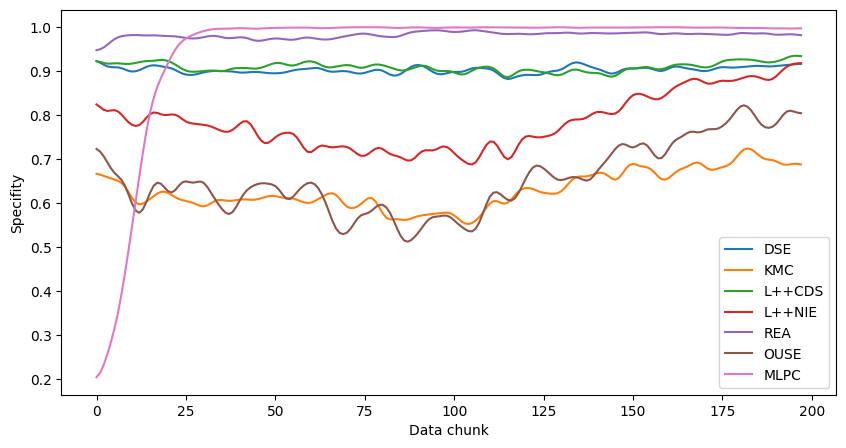 1.0
0.9
0.8
0.7
0.6
0.5
0.4
0.3
0.2
Specifity
0 25 50 75 100 125 150 175 200
Data chunk
DSE
KMC
L++CDS
L++NIE
REA
OUSE
MLPC